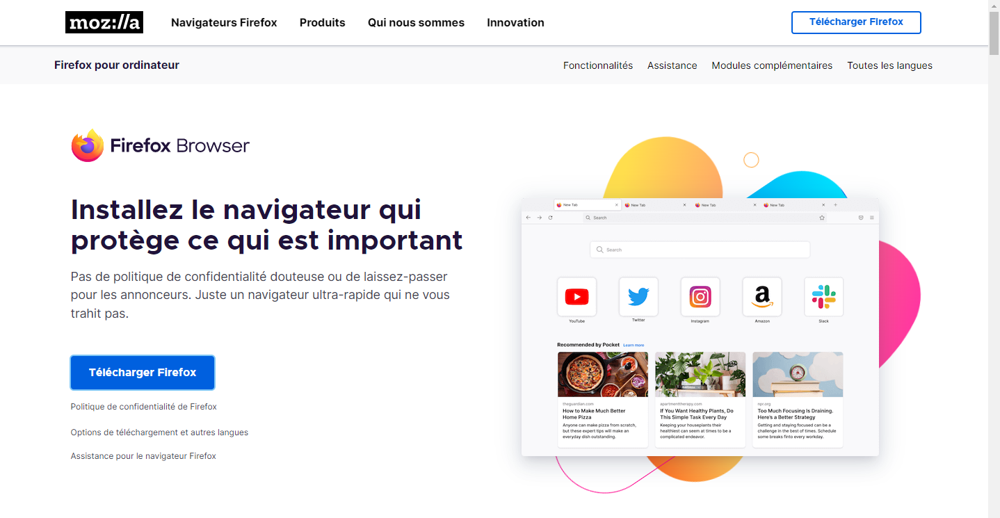 moz://a
Navigateurs Firefox
Produits
Qui nous sommes
Innovation
Télécharger Firefox
Firefox pour ordinateur
Fonctionnalités
Assistance
Modules complémentaires
Toutes les langues
Firefox Browser
Installez le navigateur qui
protège ce qui est important
Pas de politique de confidentialité douteuse ou de laissez-passer
pour les annonceurs. Juste un navigateur ultra-rapide qui ne vous
trahit pas.
Télécharger Firefox
Politique de confidentialité de Firefox
Options de téléchargement et autres langues
Assistance pour le navigateur Firefox
New Tab
New Tab
New Tab
New Tab
Search
Search
YouTube
Twitter
Instagram
Amazon
Slack
Recommended by Pocket Learn more
theguardian.com
How to Make Much Better
Home Pizza
Anyone can make pizza from scratch,
but these expert tips will make an
everyday dish outstanding.
apartmenttherapy.com
If You Want Healthy Plants, Do
This Simple Task Every Day
Keeping your houseplants their
healthiest can seem at times to be a
complicated endeavor.
npr.org
Too Much Focusing Is Draining.
Here's a Better Strategy
Getting and staying focused can be a
challenge in the best of times. Schedule
some breaks finto every workday.